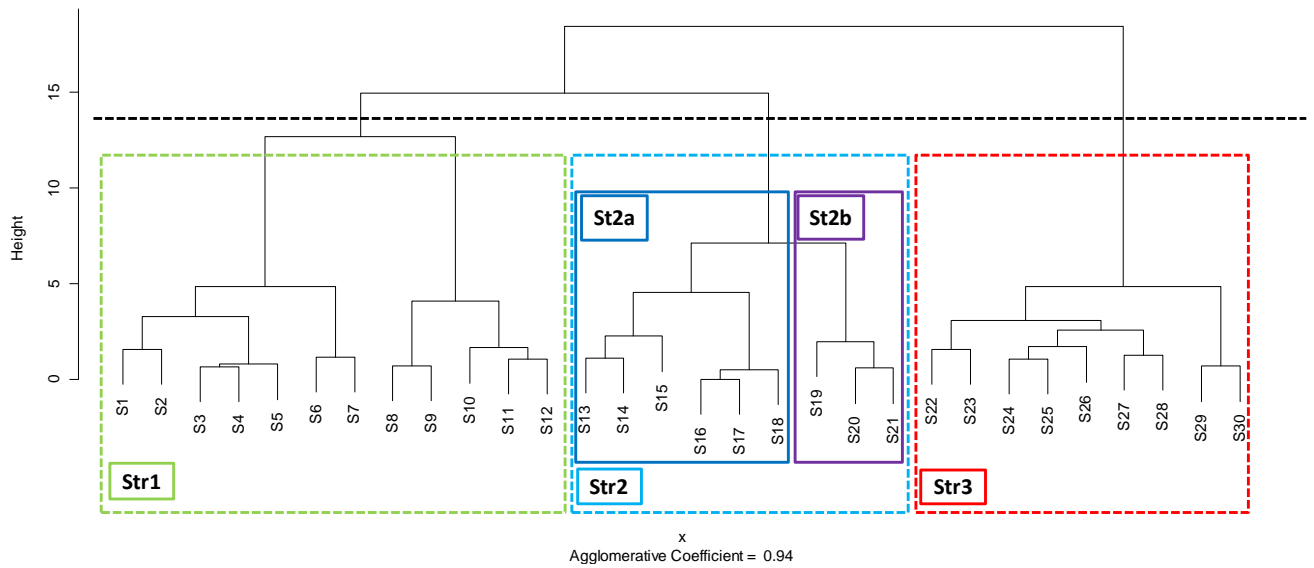 Height
15
10
5
0
St2a
St2b
S1
S2
S3
S4
S5
S6
S7
S8
S9
S10
S11
S12
S13
S14
S15
S16
S17
S18
S19
S20
S21
S22
S23
S24
S25
S26
S27
S28
S29
S30
Str1
Str2
Str3
x
Agglomerative Coefficient = 0.94